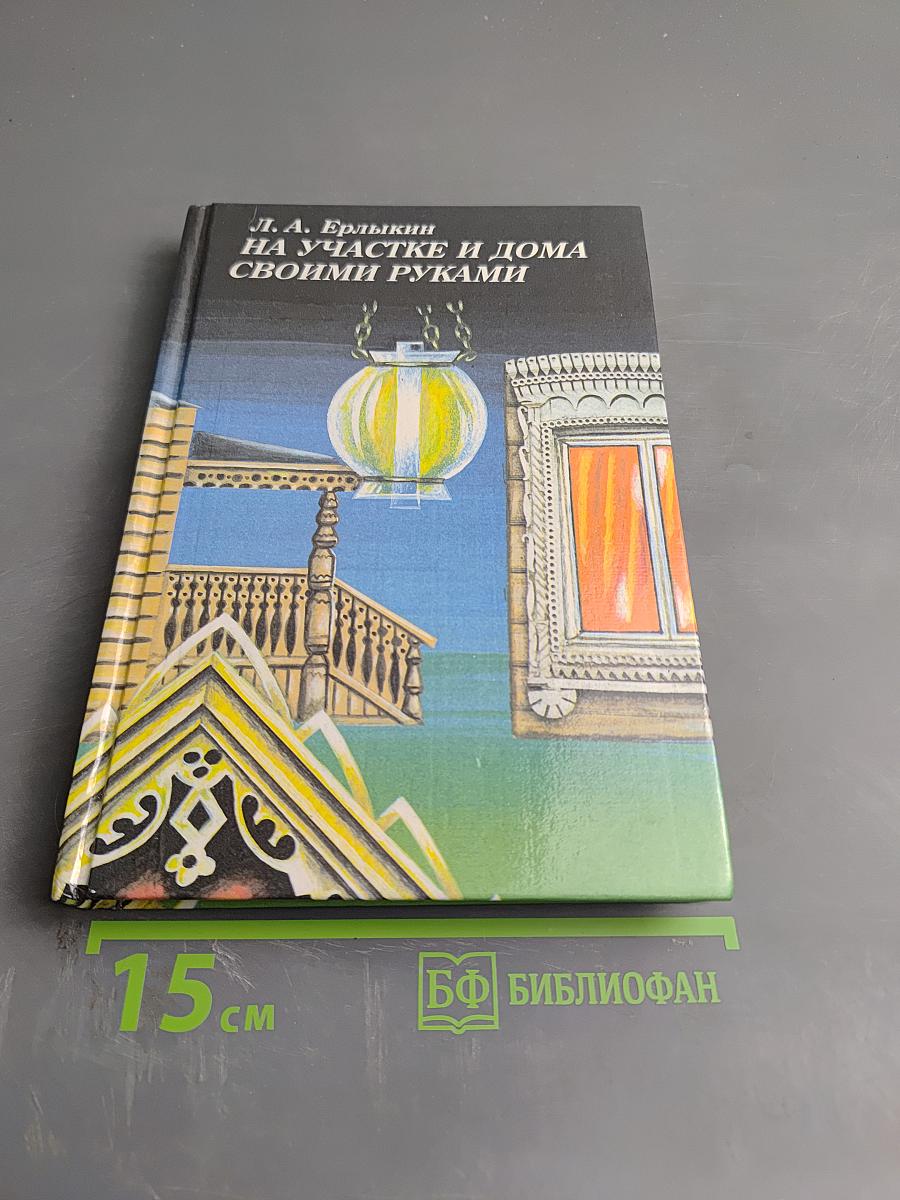 Л. А. Ерлыкин
НА УЧАСТКЕ И ДОМА
СВОИМИ РУКАМИ
15 см
БФ БИБЛИОФАН